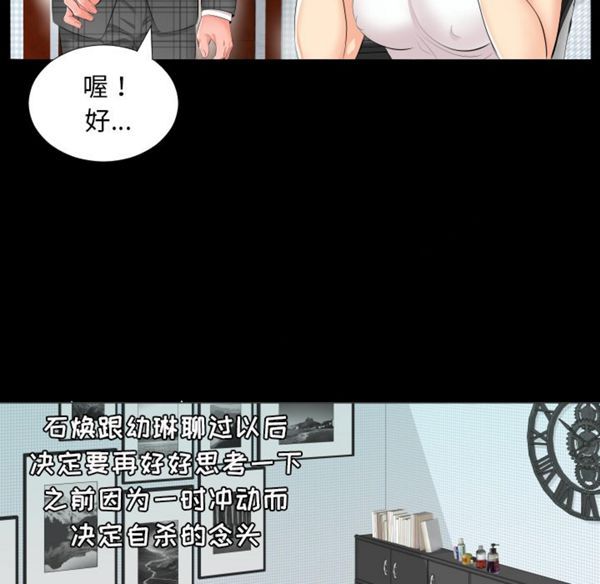 喔！
好...
石焕跟幼琳聊过以后
决定要再好好思考一下
之前因为一时冲动而
决定自杀的念头